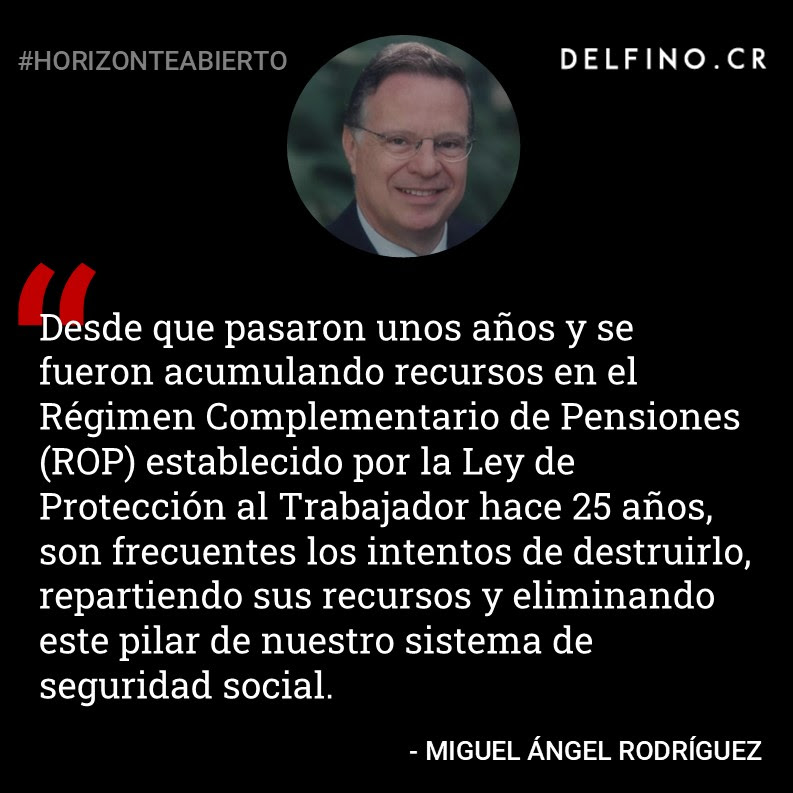 #HORIZONTEABIERTO
DELFINO.CR
“
Desde que pasaron unos años y se
fueron acumulando recursos en el
Régimen Complementario de Pensiones
(ROP) establecido por la Ley de
Protección al Trabajador hace 25 años,
son frecuentes los intentos de destruirlo,
repartiendo sus recursos y eliminando
este pilar de nuestro sistema de
seguridad social.
- MIGUEL ÁNGEL RODRÍGUEZ